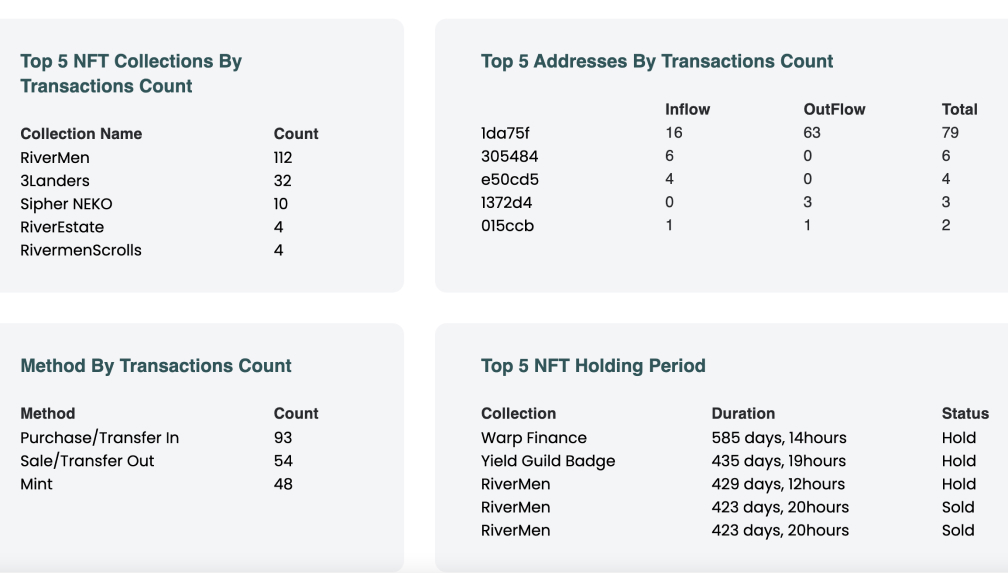 Top 5 NFT Collections By
Transactions Count
Collection Name Count
RiverMen 112
3Landers 32
Sipher NEKO 10
RiverEstate 4
RivermenScrolls 4
Top 5 Addresses By Transactions Count
Inflow OutFlow Total
1da75f 16 63 79
305484 6 0 6
e50cd5 4 0 4
1372d4 0 3 3
015ccb 1 1 2
Method By Transactions Count
Method Count
Purchase/Transfer In 93
Sale/Transfer Out 54
Mint 48
Top 5 NFT Holding Period
Collection Duration Status
Warp Finance 585 days, 14hours Hold
Yield Guild Badge 435 days, 19hours Hold
RiverMen 429 days, 12hours Hold
RiverMen 423 days, 20hours Sold
RiverMen 423 days, 20hours Sold